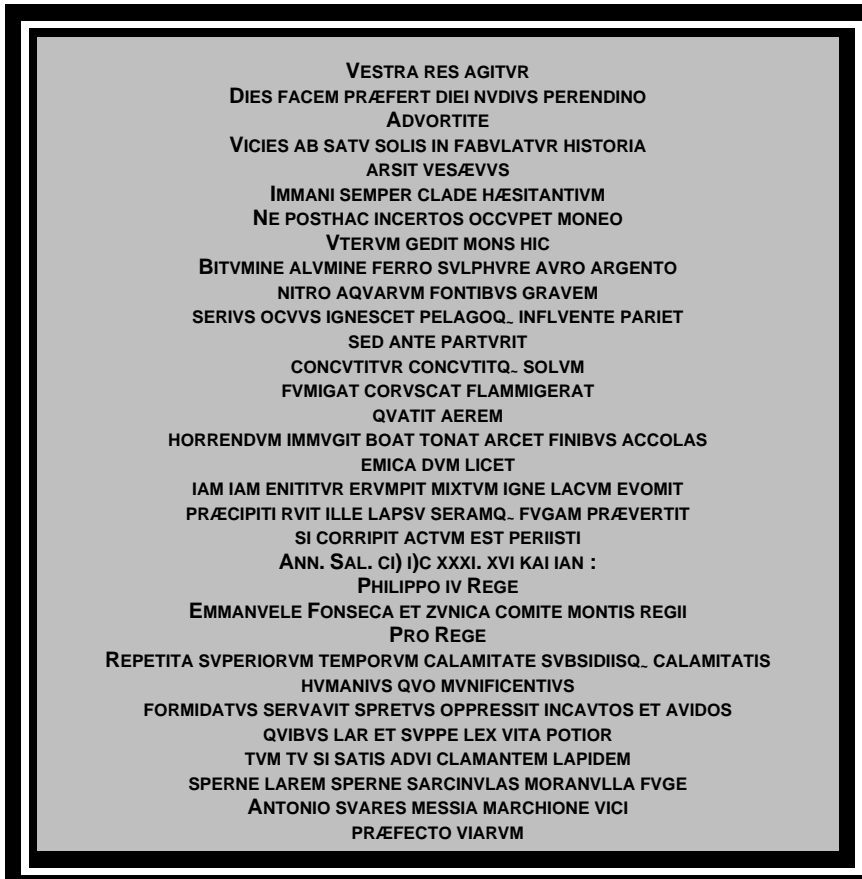 VESTRA RES AGITVR
DIES FACEM PRÆFERT DIEI NVDIVS PERENDINO
ADVORTITE
VICIES AB SATV SOLIS IN FABVLATVR HISTORIA
ARSIT VESÆVVS
IMMANI SEMPER CLADE HÆSITANTIVM
NE POSTHAC INCERTOS OCCVPET MONEO
VTERVM GEDIT MONS HIC
BITVMINE ALVMINE FERRO SVLPHVRE AVRO ARGENTO
NITRO AQVARVM FONTIBVS GRAVEM
SERIVS OCVVS IGNESCET PELAGOQ~ INFLVENTE PARIET
SED ANTE PARTVRIT
CONCVTITVR CONCVTITQ~ SOLVM
FVMIGAT CORVSCAT FLAMMIGERAT
QVATIT AEREM
HORRENDVM IMMVGIT BOAT TONAT ARCET FINIBVS ACCOLAS
EMICA DVM LICET
IAM IAM ENITITVR ERVMPIT MIXTVM IGNE LACVM EVOMIT
PRÆCIPITI RVIT ILLE LAPSV SERAMQ~ FVGAM PRÆVERTIT
SI CORRIPIT ACTVM EST PERIISTI
ANN. SAL. CI) I)C XXXI. XVI KAI IAN :
PHILIPPO IV REGE
EMMANVELE FONSECA ET ZVNICA COMITE MONTIS REGII
PRO REGE
REPETITA SVPERIORVM TEMPORVM CALAMITATE SVBSIDIISQ~ CALAMITATIS
HVMANIVS QVO MVNIFICENTIVS
FORMIDATVS SERVAVIT SPRETVS OPPRESSIT INCAVTOS ET AVIDOS
QVIBVS LAR ET SVPPE LEX VITA POTIOR
TVM TV SI SATIS ADVI CLAMANTEM LAPIDEM
SPERNE LAREM SPERNE SARCINVLAS MORANVLLA FVGE
ANTONIO SVARES MESSIA MARCHIONE VICI
PRÆFECTO VIARVM